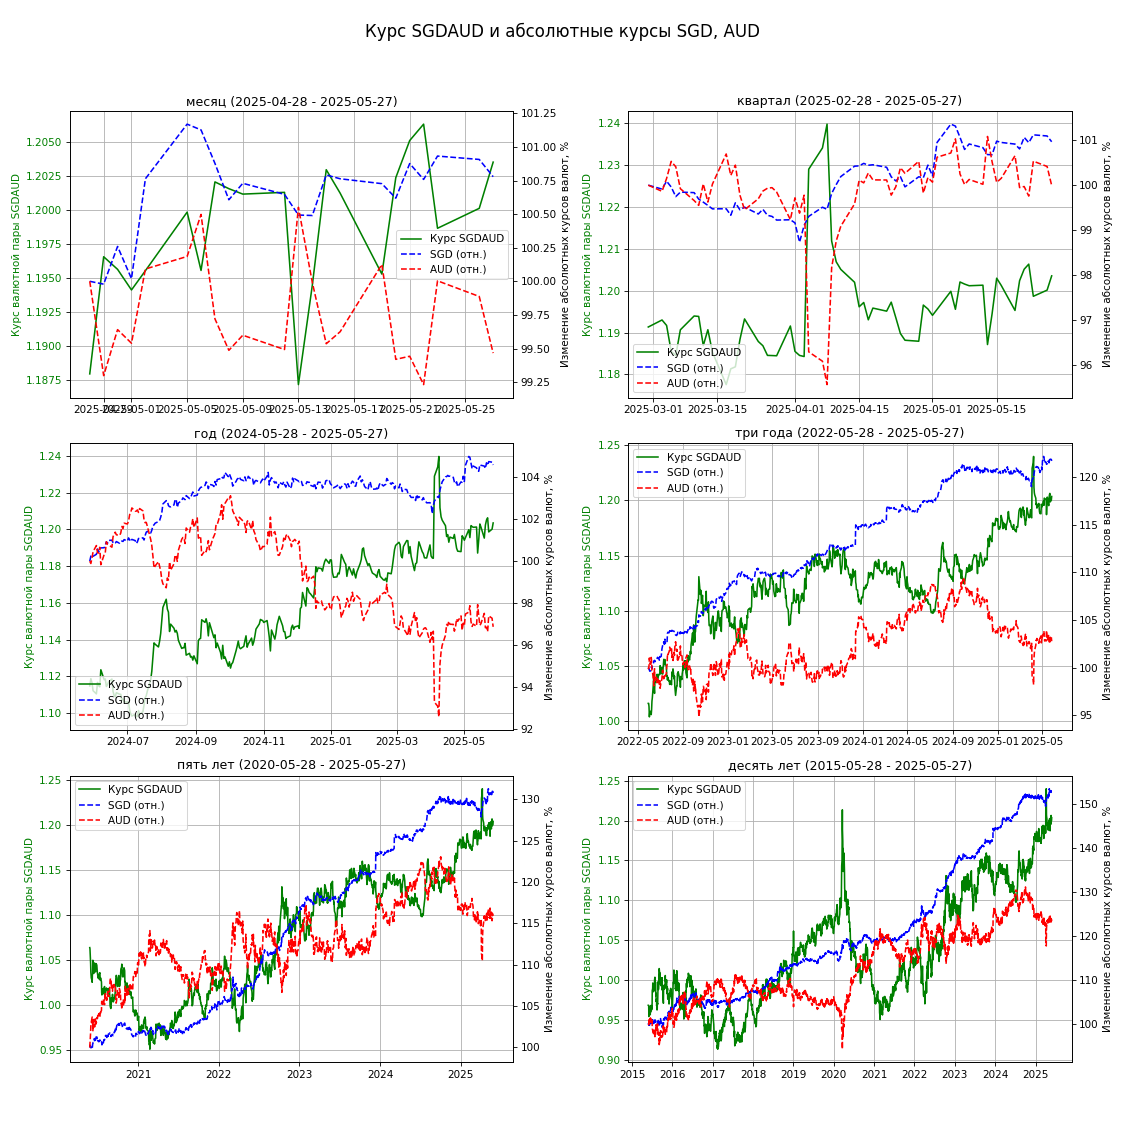 Курс SGDAUD и абсолютные курсы SGD, AUD
месяц (2025-04-28 - 2025-05-27)
Курс валютной пары SGDAUD
1.2050
1.2025
1.2000
1.1975
1.1950
1.1925
1.1900
1.1875
101.25
101.00
100.75
100.50
100.25
100.00
99.75
99.50
99.25
Изменение абсолютных курсов валют, %
Курс SGDAUD
SGD (отн.)
AUD (отн.)
2025-04-29 2025-05-01 2025-05-05 2025-05-09 2025-05-13 2025-05-17 2025-05-21 2025-05-25
квартал (2025-02-28 - 2025-05-27)
Курс валютной пары SGDAUD
1.24
1.23
1.22
1.21
1.20
1.19
1.18
101
100
99
98
97
96
Изменение абсолютных курсов валют, %
Курс SGDAUD
SGD (отн.)
AUD (отн.)
2025-03-01 2025-03-15 2025-04-01 2025-04-15 2025-05-01 2025-05-15
год (2024-05-28 - 2025-05-27)
Курс валютной пары SGDAUD
1.24
1.22
1.20
1.18
1.16
1.14
1.12
1.10
104
102
100
98
96
94
92
Изменение абсолютных курсов валют, %
Курс SGDAUD
SGD (отн.)
AUD (отн.)
2024-07 2024-09 2024-11 2025-01 2025-03 2025-05
три года (2022-05-28 - 2025-05-27)
Курс валютной пары SGDAUD
1.25
1.20
1.15
1.10
1.05
1.00
120
115
110
105
100
95
Изменение абсолютных курсов валют, %
Курс SGDAUD
SGD (отн.)
AUD (отн.)
2022-05 2022-09 2023-01 2023-05 2023-09 2024-01 2024-05 2024-09 2025-01 2025-05
пять лет (2020-05-28 - 2025-05-27)
Курс валютной пары SGDAUD
1.25
1.20
1.15
1.10
1.05
1.00
0.95
130
125
120
115
110
105
100
Изменение абсолютных курсов валют, %
Курс SGDAUD
SGD (отн.)
AUD (отн.)
2021 2022 2023 2024 2025
десять лет (2015-05-28 - 2025-05-27)
Курс валютной пары SGDAUD
1.25
1.20
1.15
1.10
1.05
1.00
0.95
0.90
150
140
130
120
110
100
Изменение абсолютных курсов валют, %
Курс SGDAUD
SGD (отн.)
AUD (отн.)
2015 2016 2017 2018 2019 2020 2021 2022 2023 2024 2025